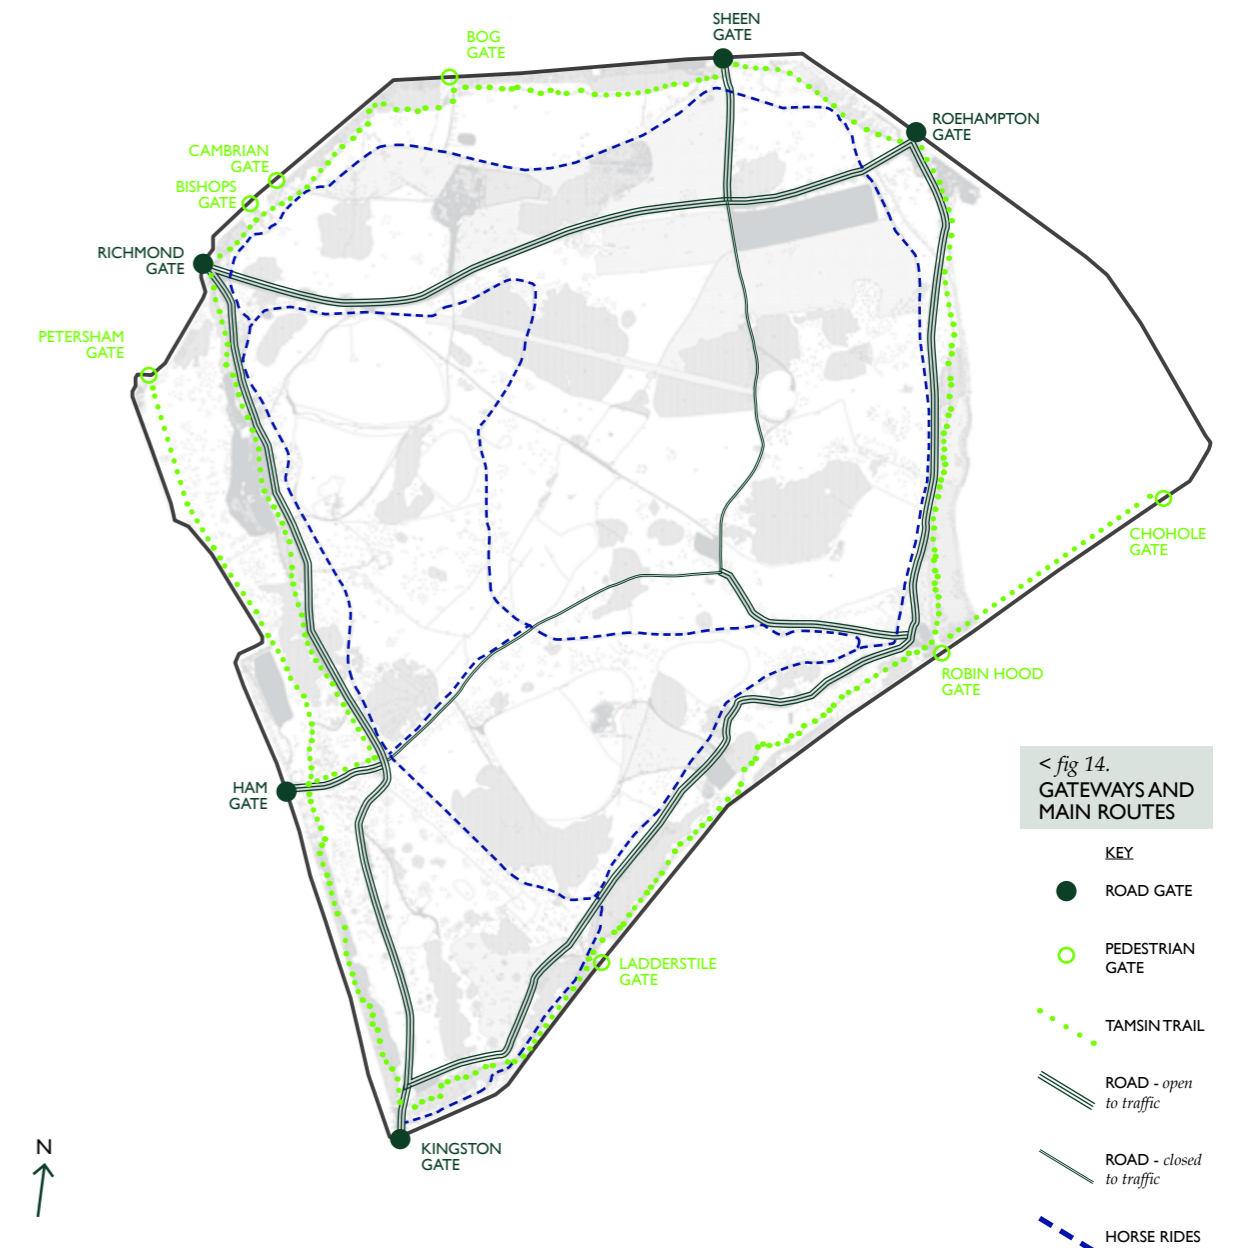 SHEEN
GATE
BOG
GATE
ROEHAMPTON
GATE
CAMBRIAN
GATE
BISHOPS
GATE
RICHMOND
GATE
PETERSHAM
GATE
CHOHOLE
GATE
ROBIN HOOD
GATE
HAM
GATE
LADDERSTILE
GATE
KINGSTON
GATE
N
< fig 14.
GATEWAYS AND
MAIN ROUTES
KEY
ROAD GATE
PEDESTRIAN
GATE
TAMSIN TRAIL
ROAD - open
to traffic
ROAD - closed
to traffic
HORSE RIDES